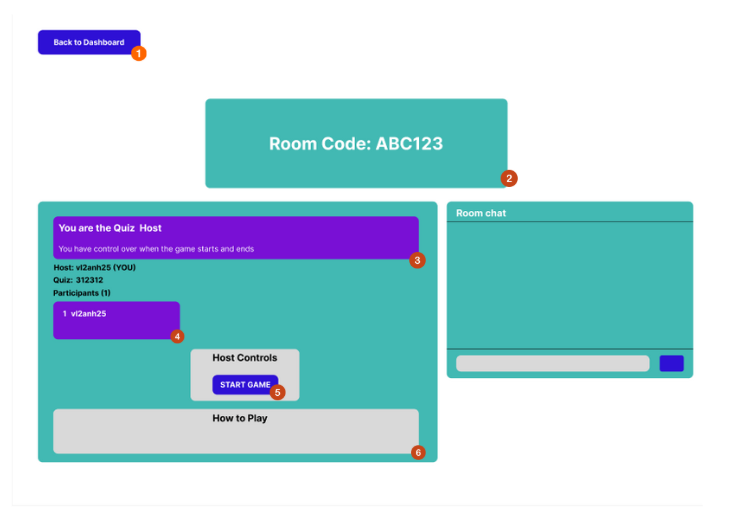 Back to Dashboard
1
Room Code: ABC123
2
You are the Quiz Host
You have control over when the game starts and ends
3
Host: vl2anh25 (YOU)
Quiz: 312312
Participants (1)
1 vl2anh25
4
Host Controls
START GAME
5
How to Play
6
Room chat